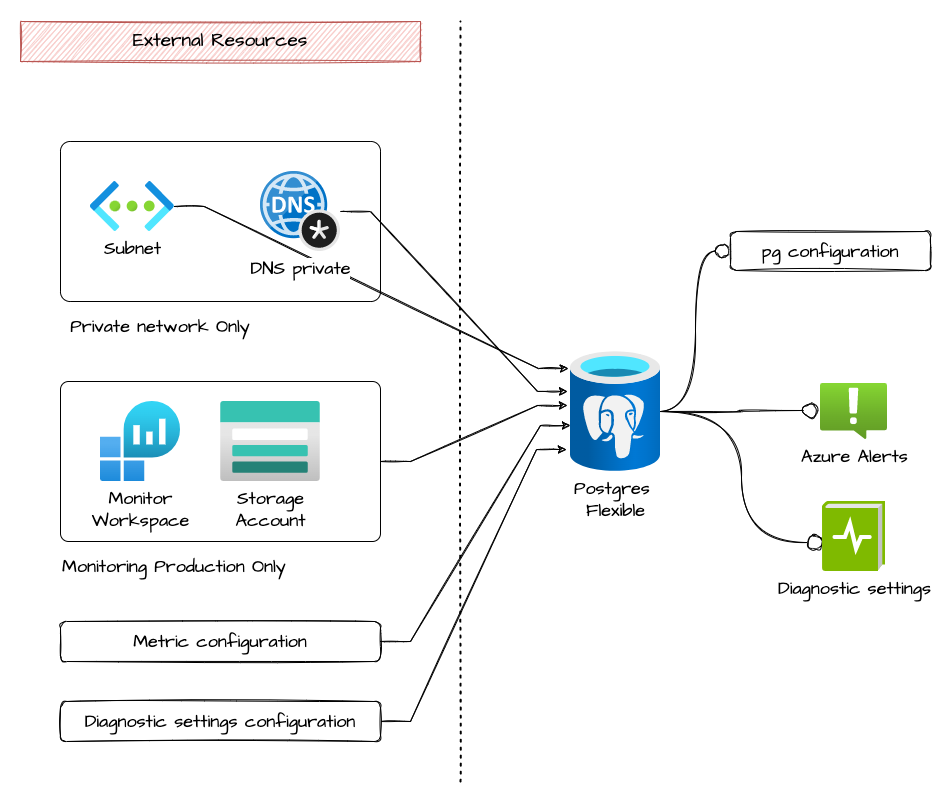 External Resources
DNS
Subnet
DNS private
Private network Only
Monitor
Workspace
Storage
Account
Monitoring Production Only
Metric configuration
Diagnostic settings configuration
Postgres
Flexible
pg configuration
Azure Alerts
Diagnostic settings